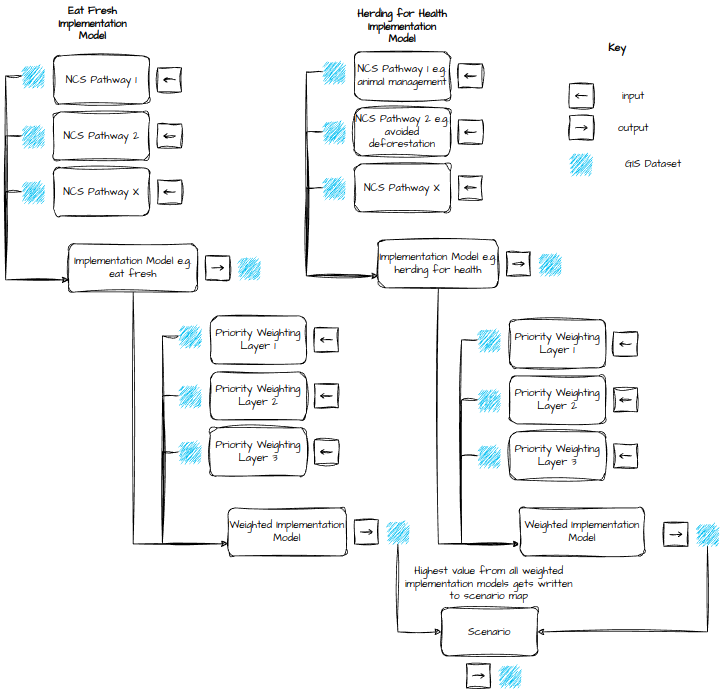 Eat Fresh
Implementation
Model
NCS Pathway 1
NCS Pathway 2
NCS Pathway X
Implementation Model e.g.
eat fresh
Priority Weighting
Layer 1
Priority Weighting
Layer 2
Priority Weighting
Layer 3
Weighted Implementation
Model
Herding for Health
Implementation
Model
NCS Pathway 1 e.g
animal management
NCS Pathway 2 e.g
avoided
deforestation
NCS Pathway X
Implementation Model e.g.
herding for health
Priority Weighting
Layer 1
Priority Weighting
Layer 2
Priority Weighting
Layer 3
Weighted Implementation
Model
Highest value from all weighted
implementation models gets written
to scenario map
Scenario
Key
input
output
GIS Dataset